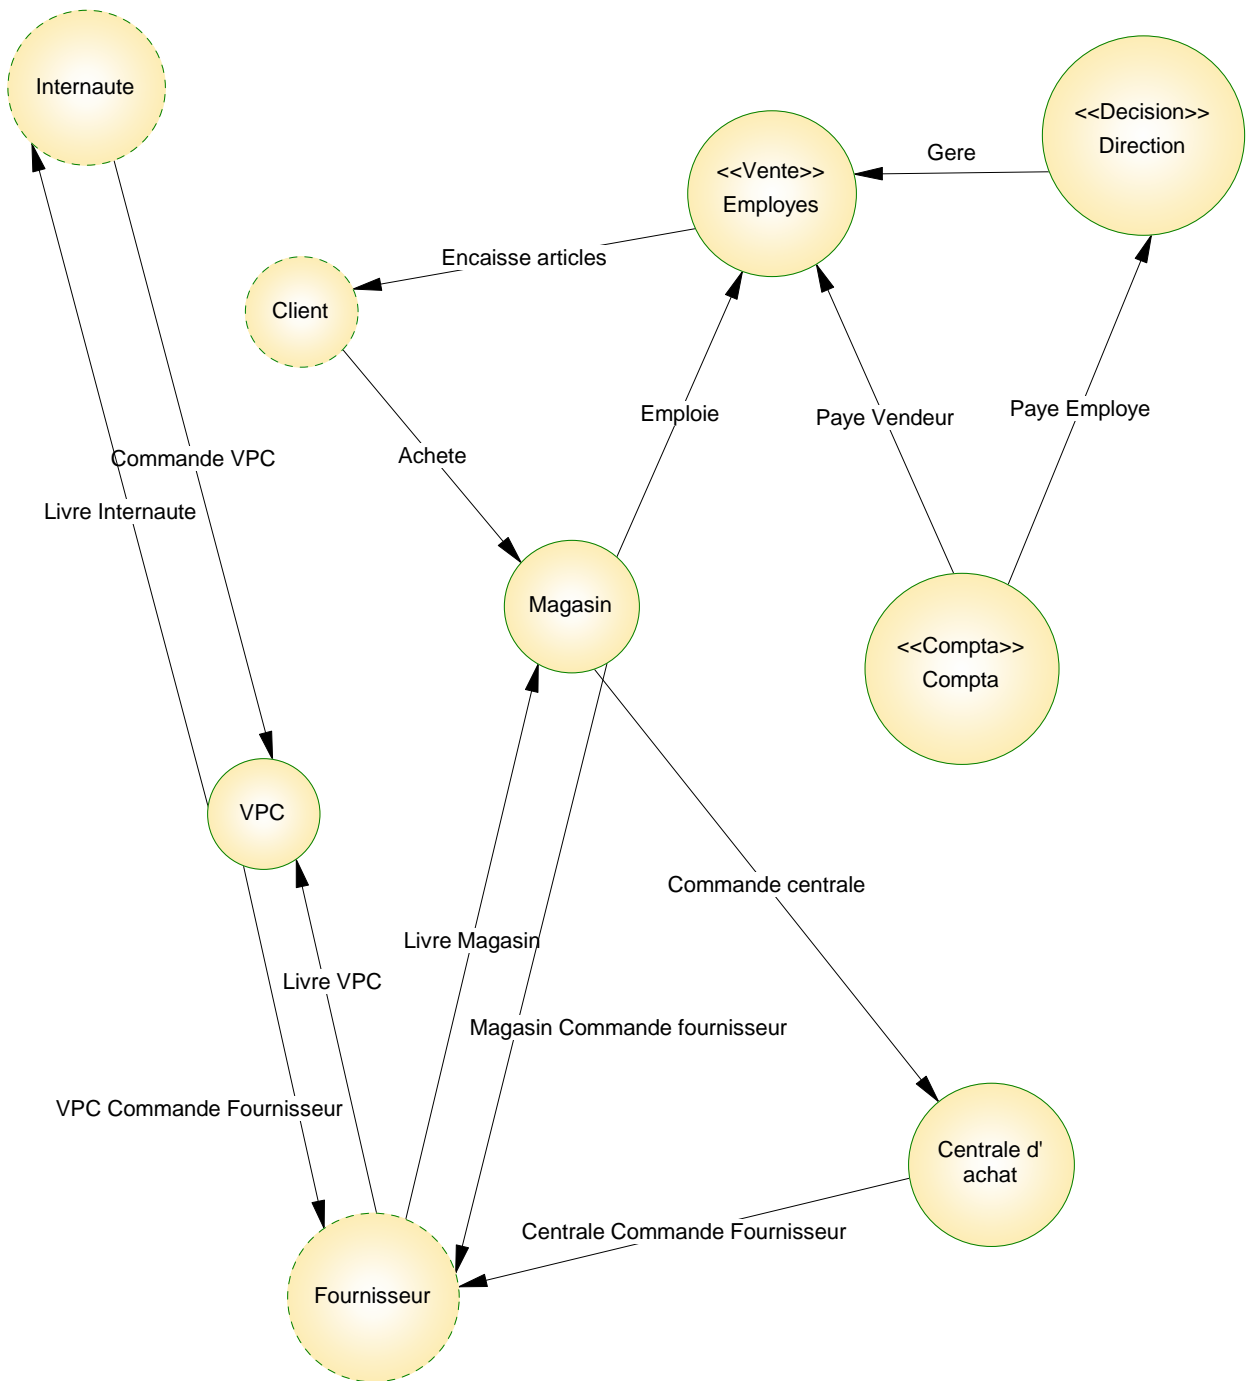 Internaute
<<Decision>>
Direction
Gere
<<Vente>>
Employes
Encaisse articles
Client
Emploie
Paye Vendeur
Paye Employe
Achete
Commande VPC
Livre Internaute
Magasin
<<Compta>>
Compta
VPC
Commande centrale
Livre Magasin
Livre VPC
Magasin Commande fournisseur
VPC Commande Fournisseur
Centrale d'
achat
Centrale Commande Fournisseur
Fournisseur